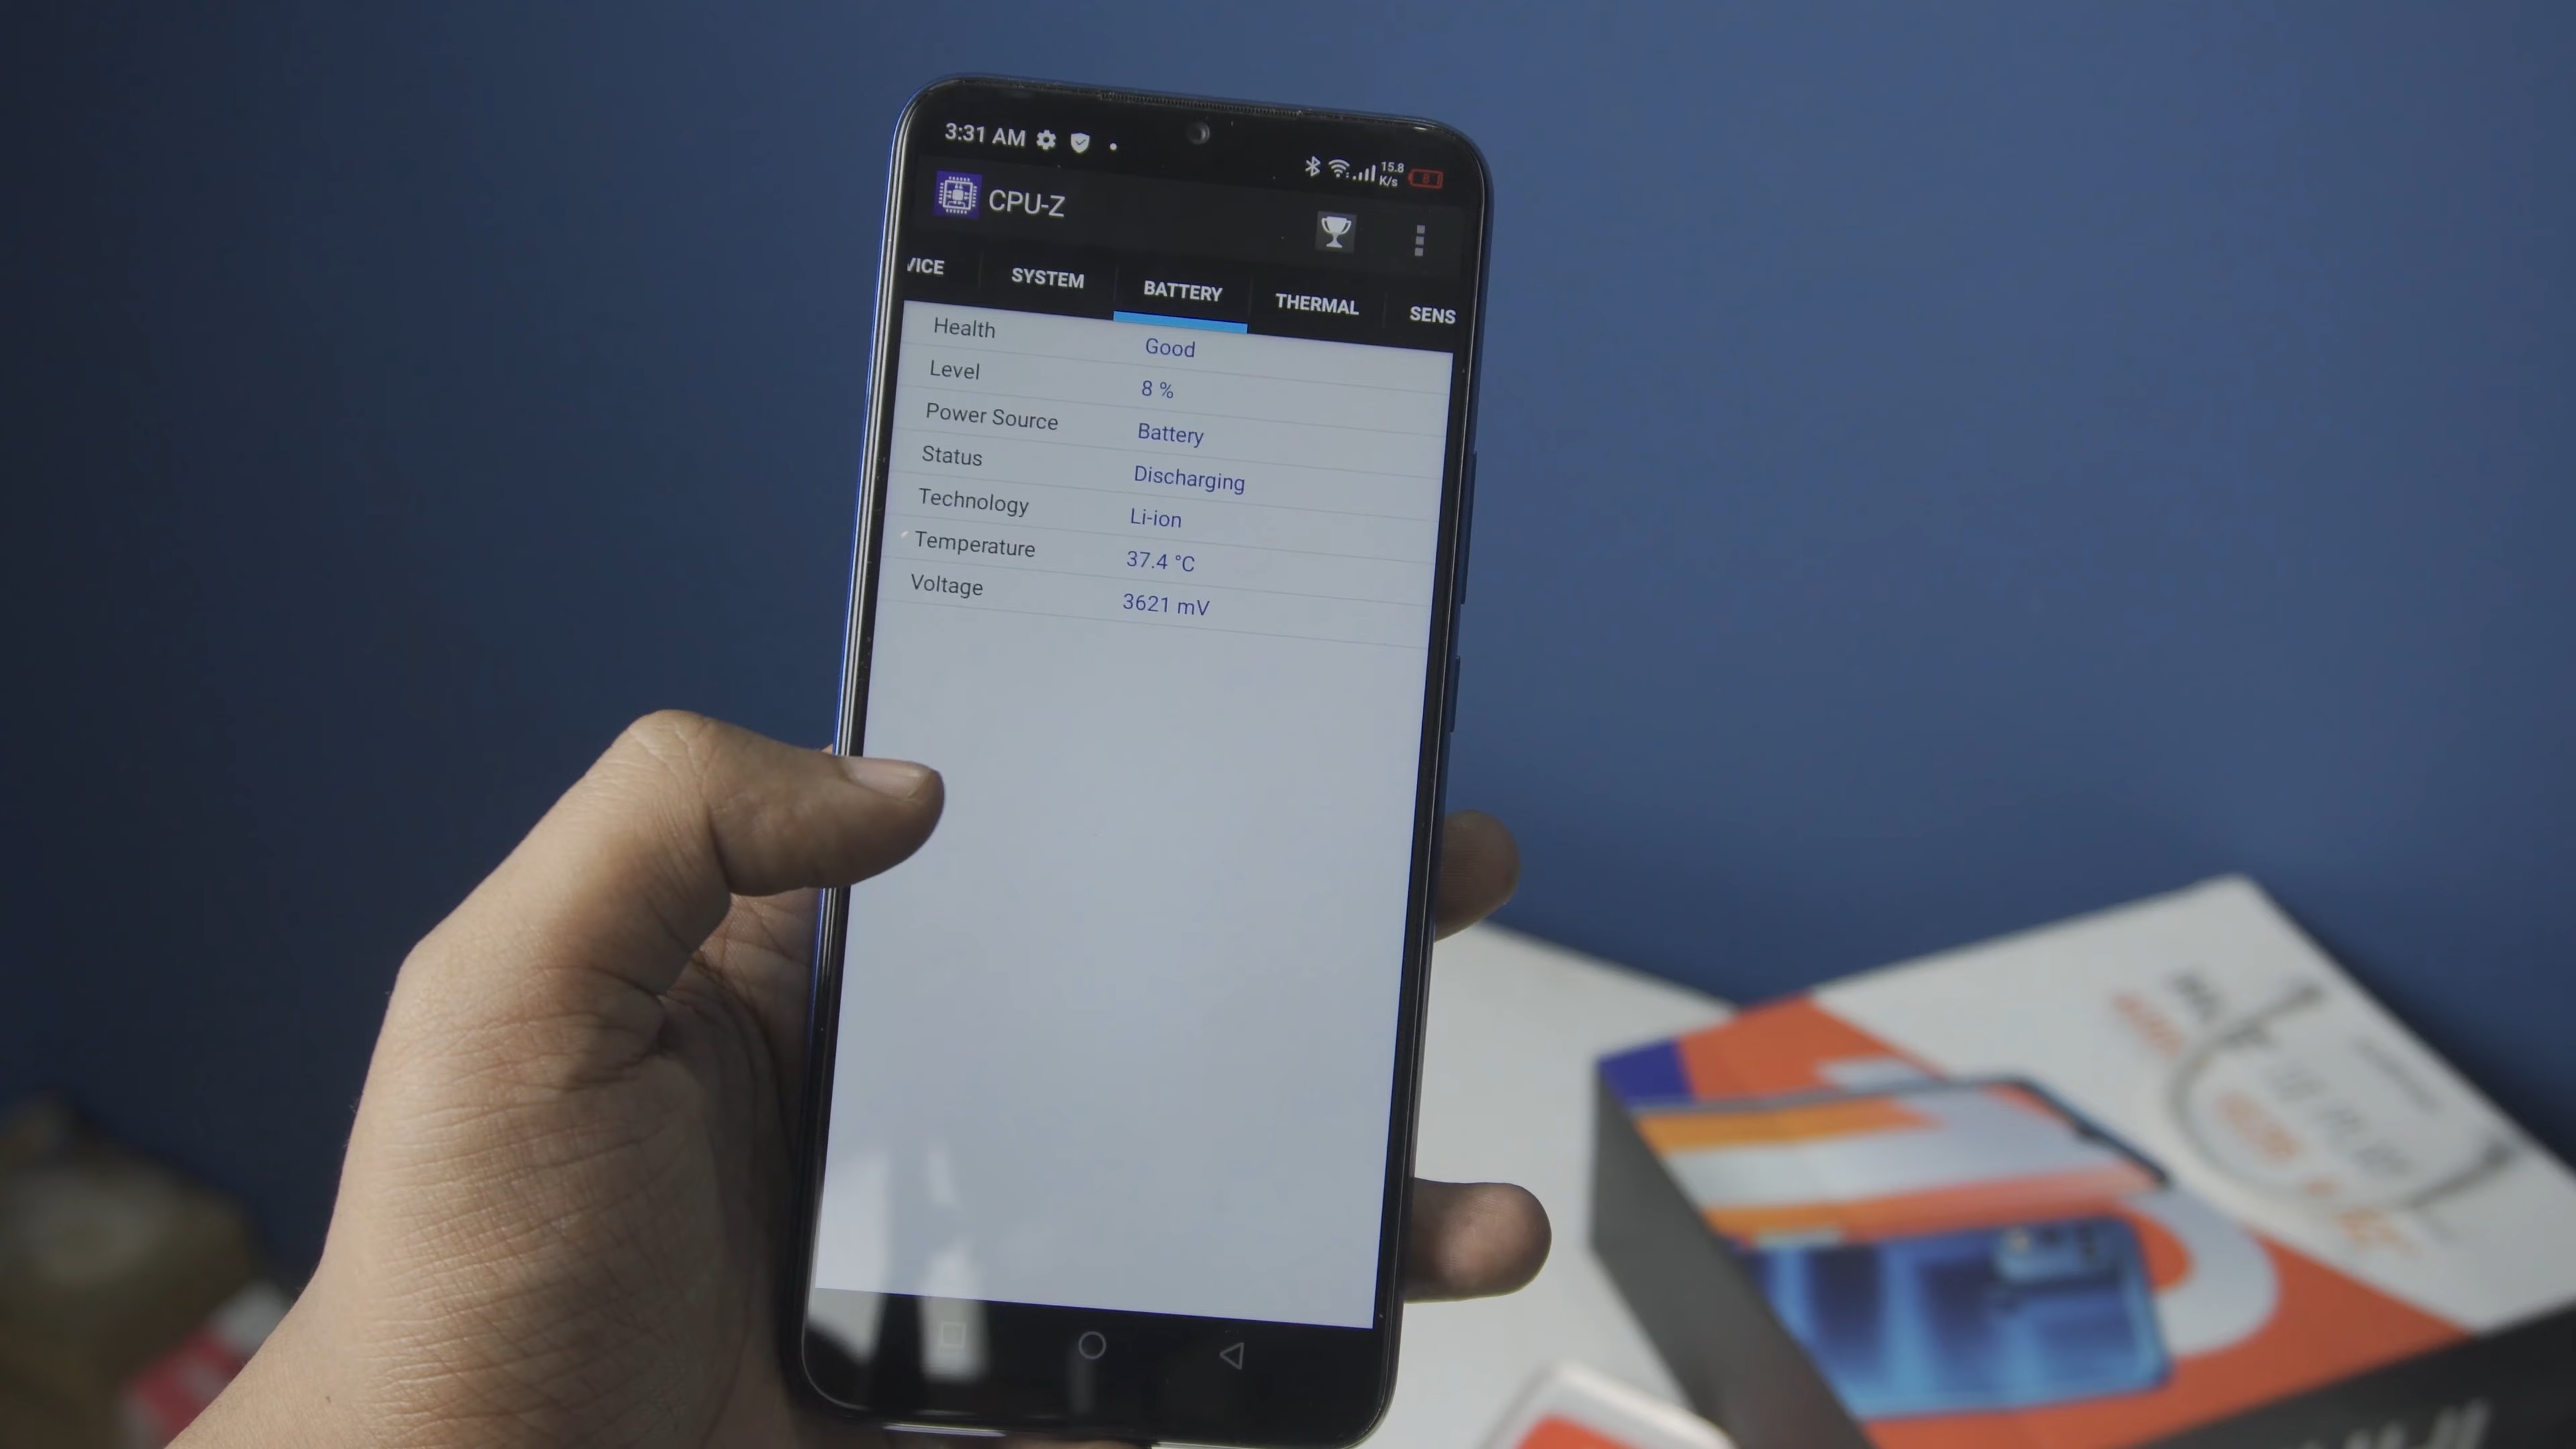 3:31 AM 15.8 K/s 8
CPU-Z
VICE SYSTEM BATTERY THERMAL SENS
Health Good
Level 8 %
Power Source Battery
Status Discharging
Technology Li-ion
Temperature 37.4 °C
Voltage 3621 mV